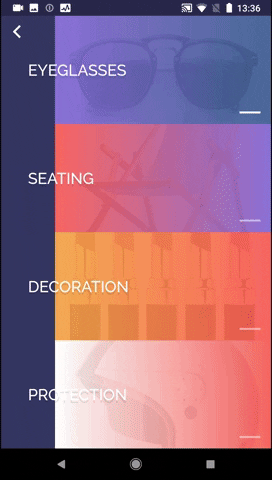 13:36
EYEGLASSES
SEATING
DECORATION
PROTECTION